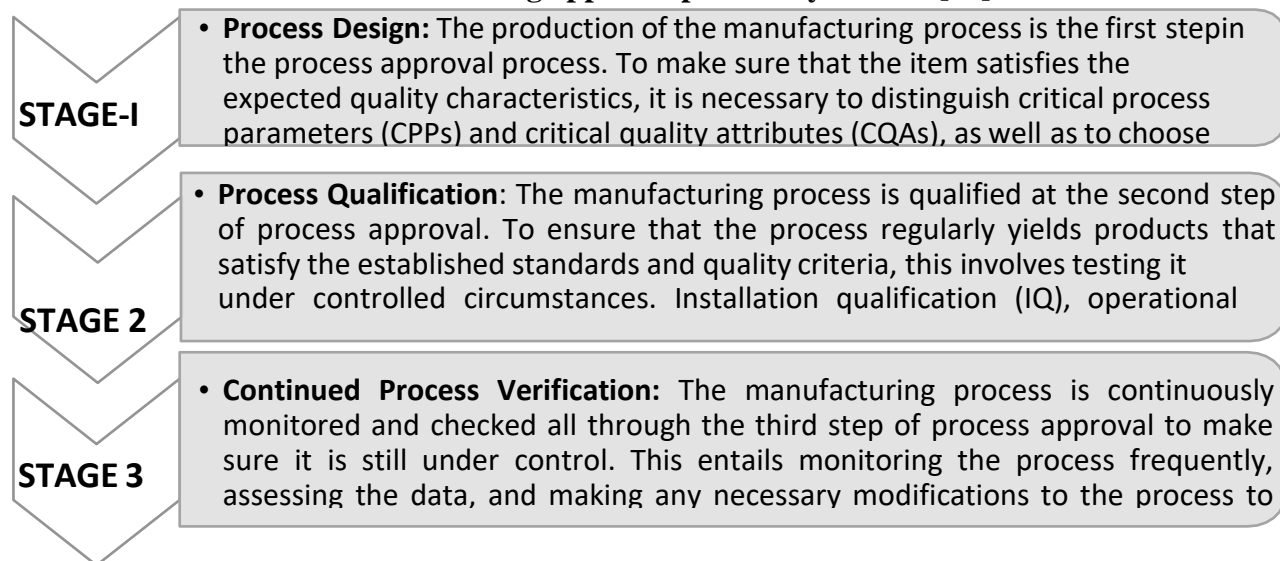 • Process Design: The production of the manufacturing process is the first stepin
the process approval process. To make sure that the item satisfies the
expected quality characteristics, it is necessary to distinguish critical process
parameters (CPPs) and critical quality attributes (CQAs), as well as to choose
STAGE-I
• Process Qualification: The manufacturing process is qualified at the second step
of process approval. To ensure that the process regularly yields products that
satisfy the established standards and quality criteria, this involves testing it
under controlled circumstances. Installation qualification (IQ), operational
STAGE 2
• Continued Process Verification: The manufacturing process is continuously
monitored and checked all through the third step of process approval to make
sure it is still under control. This entails monitoring the process frequently,
assessing the data, and making any necessary modifications to the process to
STAGE 3